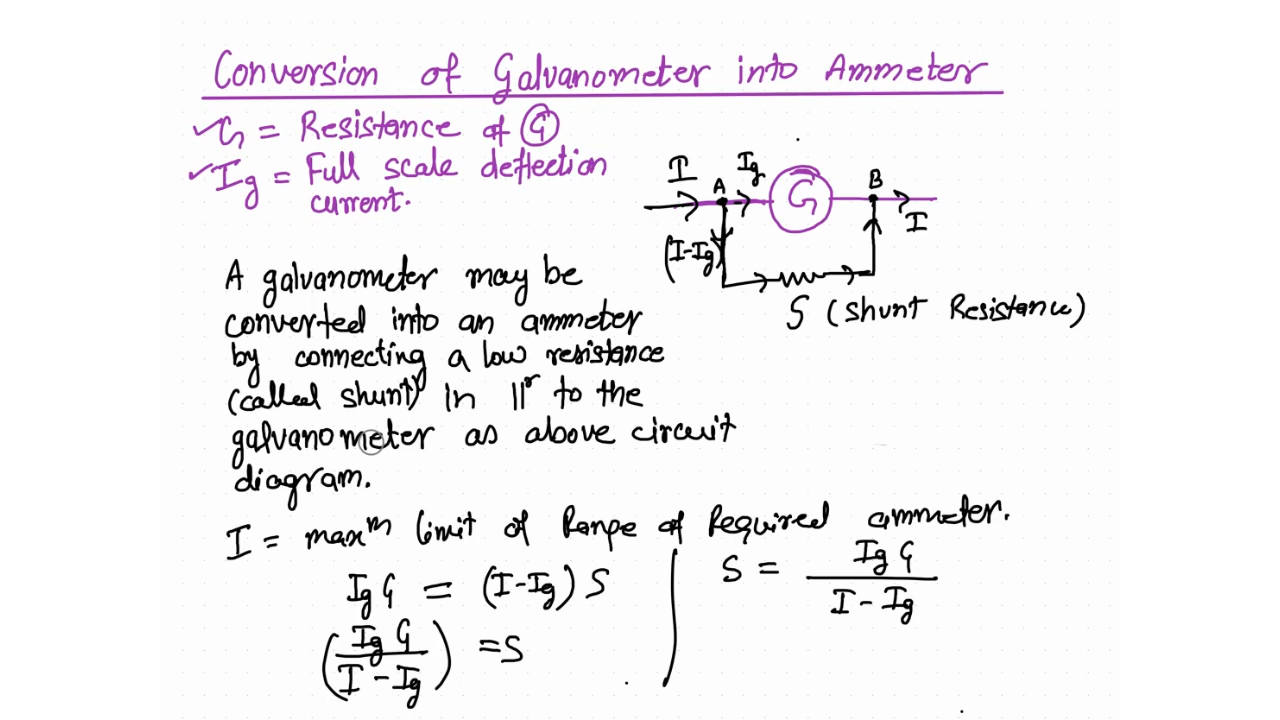 Conversion of Galvanometer into Ammeter
✓G = Resistance of G
✓Ig = Full scale deflection
current.
I
A
Ig
G
B
I
(I-Ig)
S (Shunt Resistance)
A galvanometer may be
converted into an ammeter
by connecting a low resistance
(called shunt) in ||r to the
galvanometer as above circuit
diagram.
I = maxm limit of Range of Required ammeter.
Ig G = (I-Ig) S
(Ig G / I - Ig) = S
S = Ig G / I - Ig